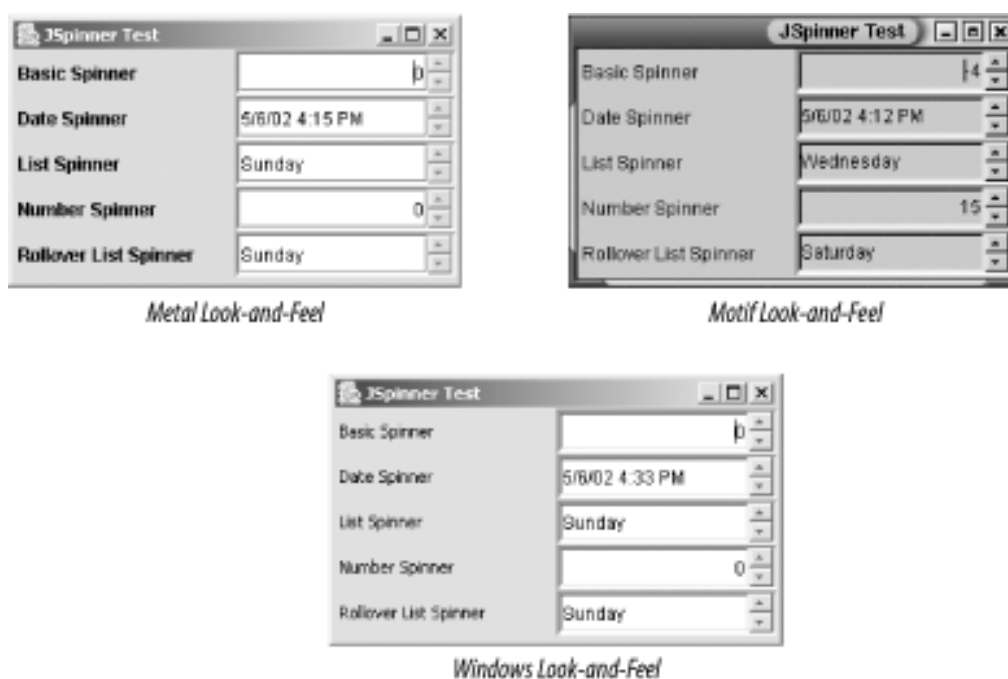 JSpinner Test
Basic Spinner 0
Date Spinner 5/6/02 4:15 PM
List Spinner Sunday
Number Spinner 0
Rollover List Spinner Sunday
Metal Look-and-Feel
JSpinner Test
Basic Spinner -4
Date Spinner 5/6/02 4:12 PM
List Spinner Wednesday
Number Spinner 15
Rollover List Spinner Saturday
Motif Look-and-Feel
JSpinner Test
Basic Spinner 0
Date Spinner 5/6/02 4:33 PM
List Spinner Sunday
Number Spinner 0
Rollover List Spinner Sunday
Windows Look-and-Feel